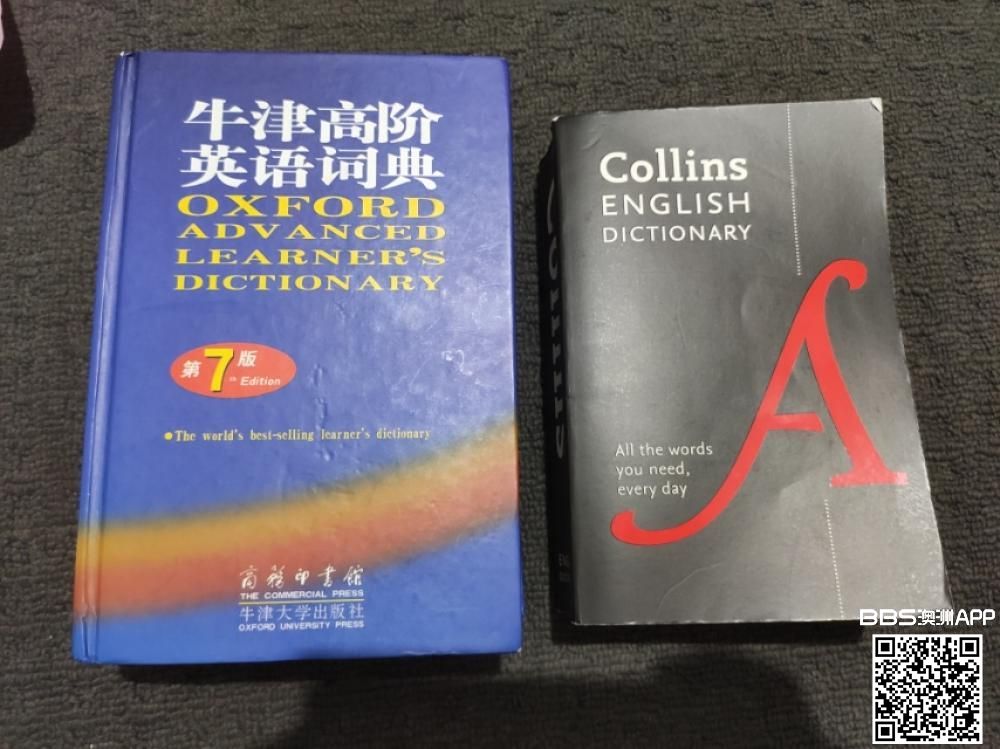 牛津高阶
英语词典
OXFORD
ADVANCED
LEARNER'S
DICTIONARY
第7版
th Edition
●The world's best-selling learner's dictionary
商务印书馆
THE COMMERCIAL PRESS
牛津大学出版社
OXFORD UNIVERSITY PRESS
Collins
Collins
ENGLISH
DICTIONARY
All the words
you need,
every day
BBS澳洲APP